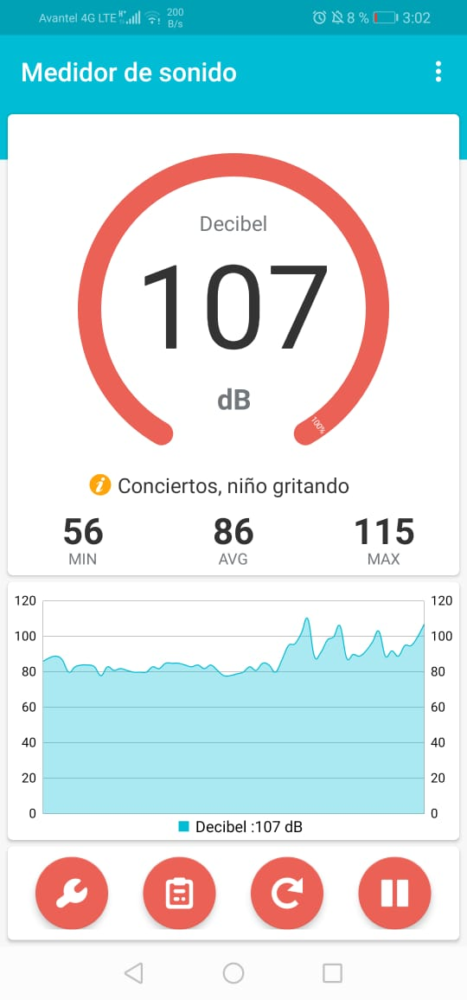 Avantel 4G LTE H+ 200 B/s 8 % 3:02
Medidor de sonido
Decibel
107
dB
100%
Conciertos, niño gritando
56 86 115
MIN AVG MAX
120 120
100 100
80 80
60 60
40 40
20 20
0 0
Decibel :107 dB